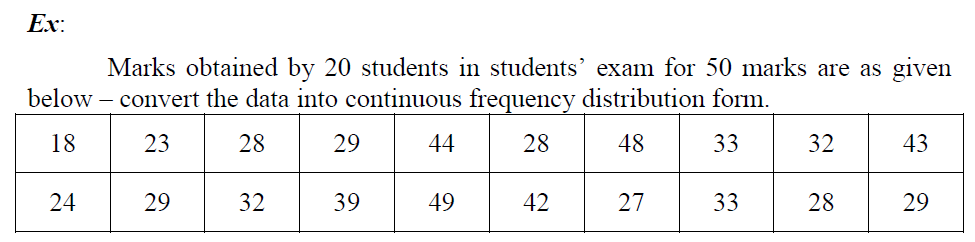 Ex:
Marks obtained by 20 students in students’ exam for 50 marks are as given
below – convert the data into continuous frequency distribution form.
18 23 28 29 44 28 48 33 32 43
24 29 32 39 49 42 27 33 28 29